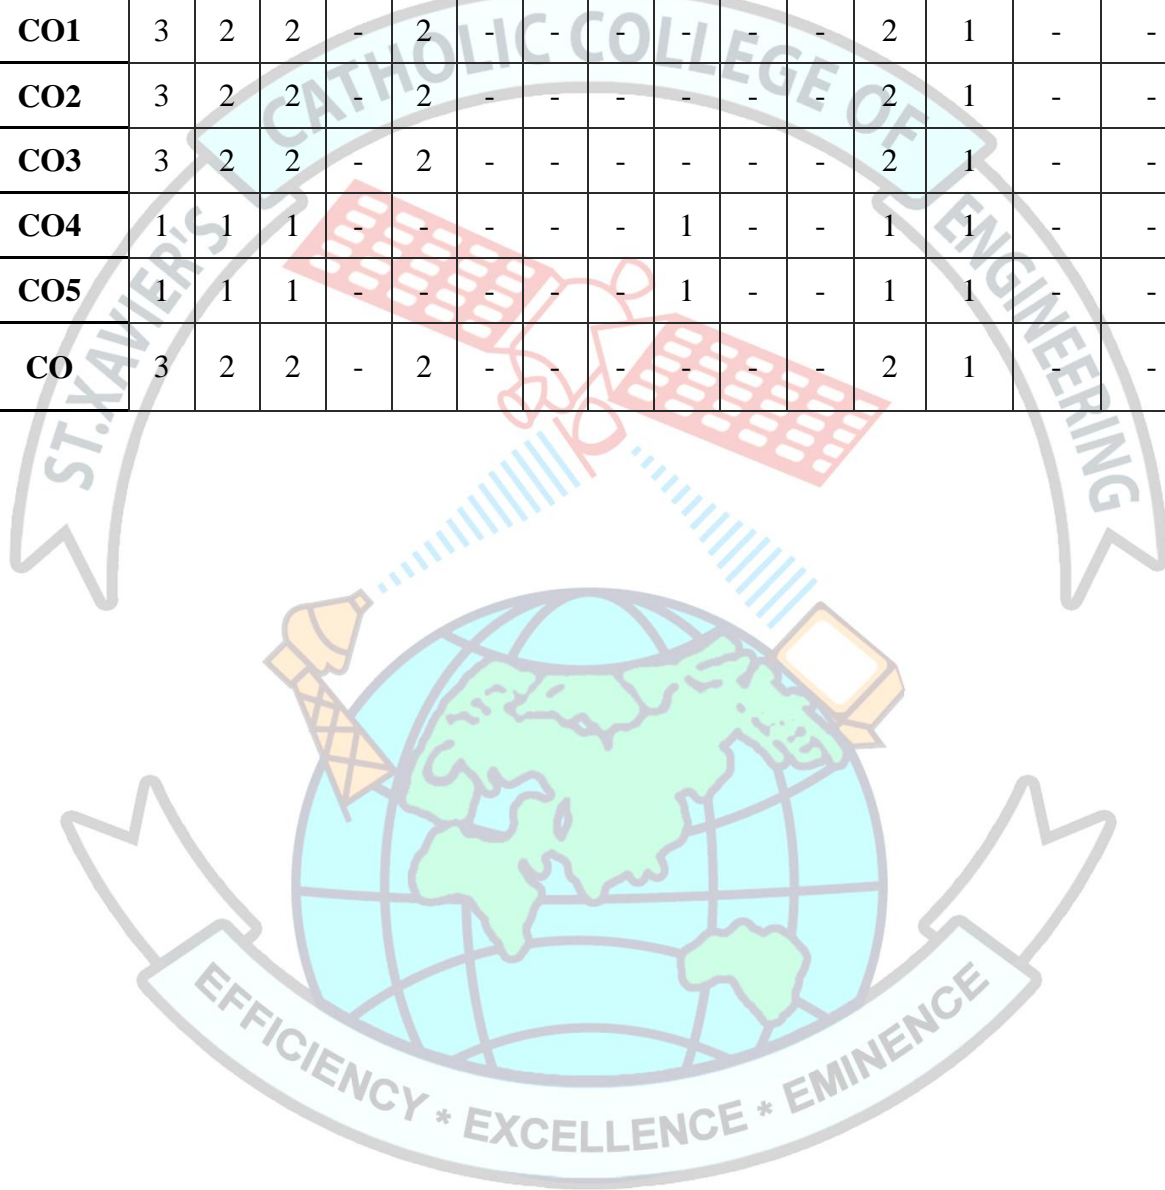 CO1 3 2 2 - 2 - - - - - - 2 1 - -
CO2 3 2 2 - 2 - - - - - - 2 1 - -
CO3 3 2 2 - 2 - - - - - - 2 1 - -
CO4 1 1 1 - - - - - 1 - - 1 1 - -
CO5 1 1 1 - - - - - 1 - - 1 1 - -
CO 3 2 2 - 2 - - - - - - 2 1 - -
ST.XAVIER'S CATHOLIC COLLEGE OF ENGINEERING
EFFICIENCY * EXCELLENCE * EMINENCE